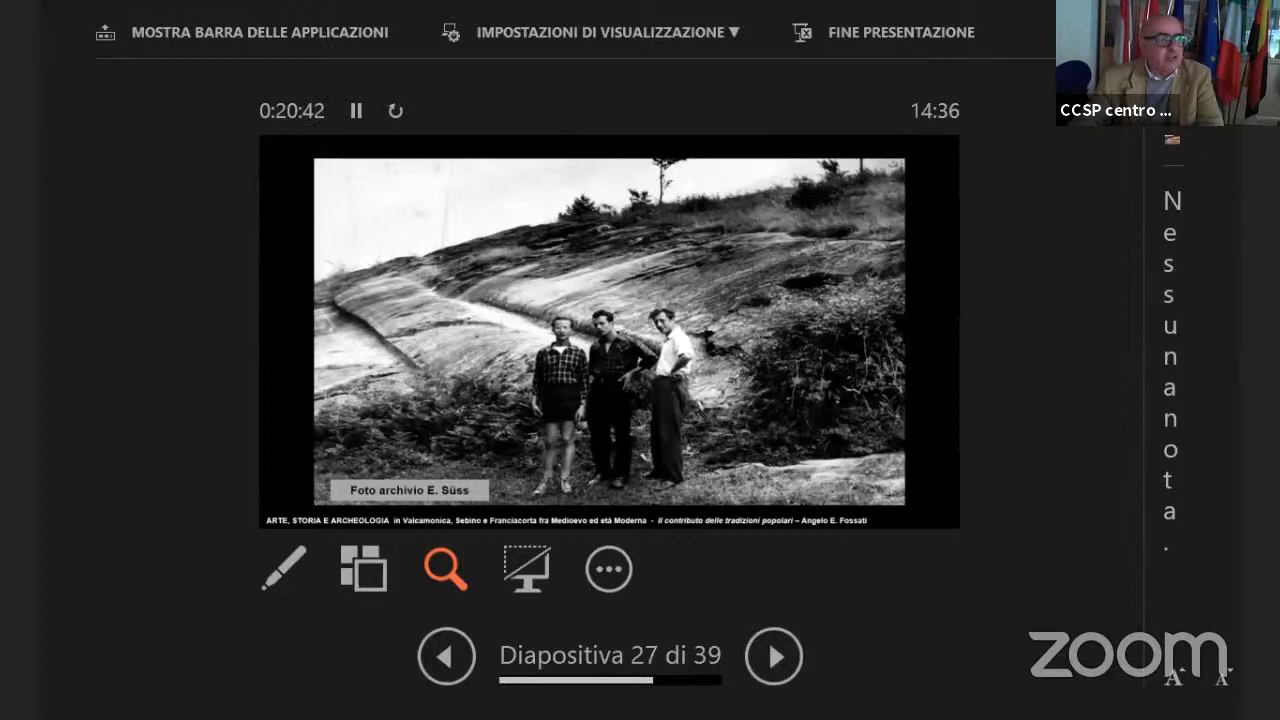 MOSTRA BARRA DELLE APPLICAZIONI
IMPOSTAZIONI DI VISUALIZZAZIONE ▼
FINE PRESENTAZIONE
CCSP centro ...
0:20:42
14:36
Foto archivio E. Süss
ARTE, STORIA E ARCHEOLOGIA in Valcamonica, Sebino e Franciacorta fra Medioevo ed età Moderna - Il contributo delle tradizioni popolari – Angelo E. Fossati
Diapositiva 27 di 39
N
e
s
s
u
n
a
n
o
t
a
.
zoom
A A